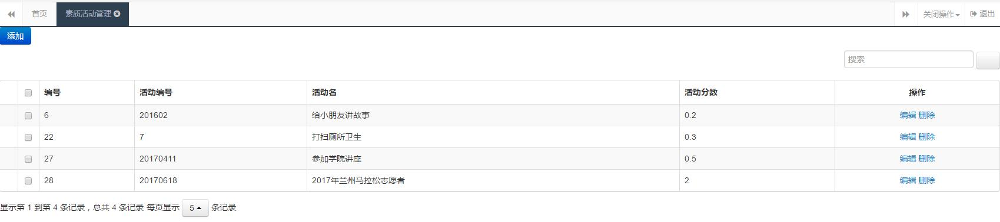 首页 素质活动管理 关闭操作 退出
添加
搜索
编号 活动编号 活动名 活动分数 操作
6 201602 给小朋友讲故事 0.2 编辑 删除
22 7 打扫厕所卫生 0.3 编辑 删除
27 20170411 参加学院讲座 0.5 编辑 删除
28 20170618 2017年兰州马拉松志愿者 2 编辑 删除
显示第 1 到第 4 条记录，总共 4 条记录 每页显示 5 条记录